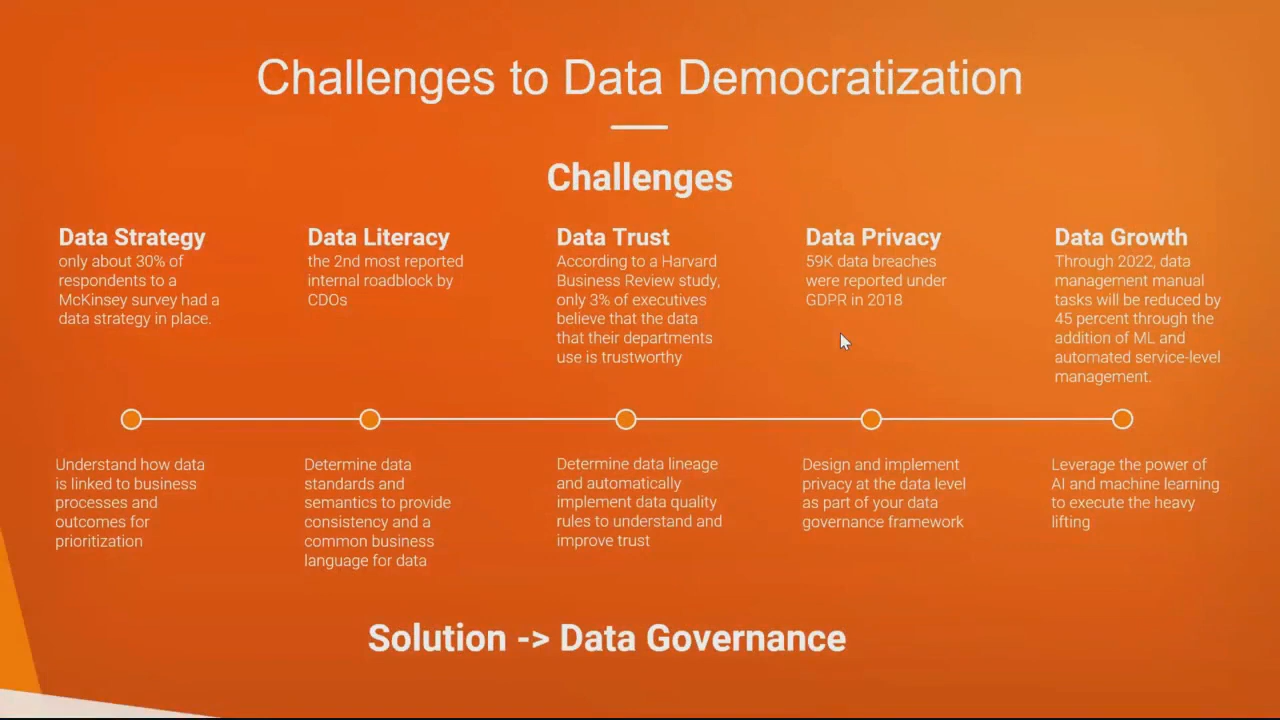 Challenges to Data Democratization
Challenges
Data Strategy
only about 30% of
respondents to a
McKinsey survey had a
data strategy in place.
Data Literacy
the 2nd most reported
internal roadblock by
CDOs
Data Trust
According to a Harvard
Business Review study,
only 3% of executives
believe that the data
that their departments
use is trustworthy
Data Privacy
59K data breaches
were reported under
GDPR in 2018
Data Growth
Through 2022, data
management manual
tasks will be reduced by
45 percent through the
addition of ML and
automated service-level
management.
Understand how data
is linked to business
processes and
outcomes for
prioritization
Determine data
standards and
semantics to provide
consistency and a
common business
language for data
Determine data lineage
and automatically
implement data quality
rules to understand and
improve trust
Design and implement
privacy at the data level
as part of your data
governance framework
Leverage the power of
AI and machine learning
to execute the heavy
lifting
Solution -> Data Governance